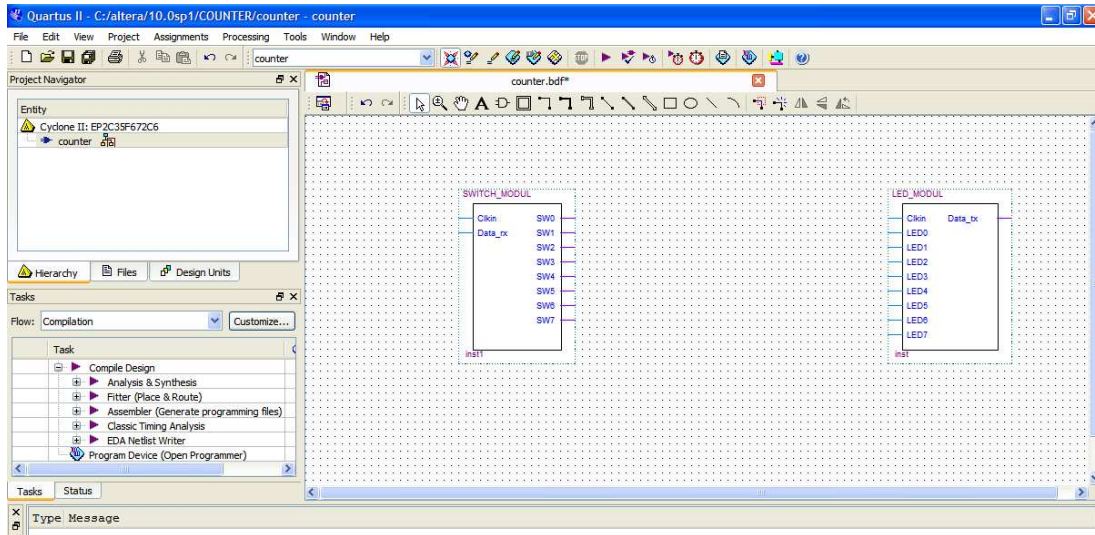 Quartus II - C:/altera/10.0sp1/COUNTER/counter - counter
File Edit View Project Assignments Processing Tools Window Help
counter
Project Navigator
counter.bdf*
Entity
Cyclone II: EP2C35F672C6
counter
Hierarchy Files Design Units
Tasks
Flow: Compilation Customize...
Task
Compile Design
Analysis & Synthesis
Fitter (Place & Route)
Assembler (Generate programming files)
Classic Timing Analysis
EDA Netlist Writer
Program Device (Open Programmer)
Tasks Status
Type Message
SWITCH_MODUL
Clkin SW0
Data_rx SW1
SW2
SW3
SW4
SW5
SW6
SW7
inst1
LED_MODUL
Clkin Data_tx
LED0
LED1
LED2
LED3
LED4
LED5
LED6
LED7
inst